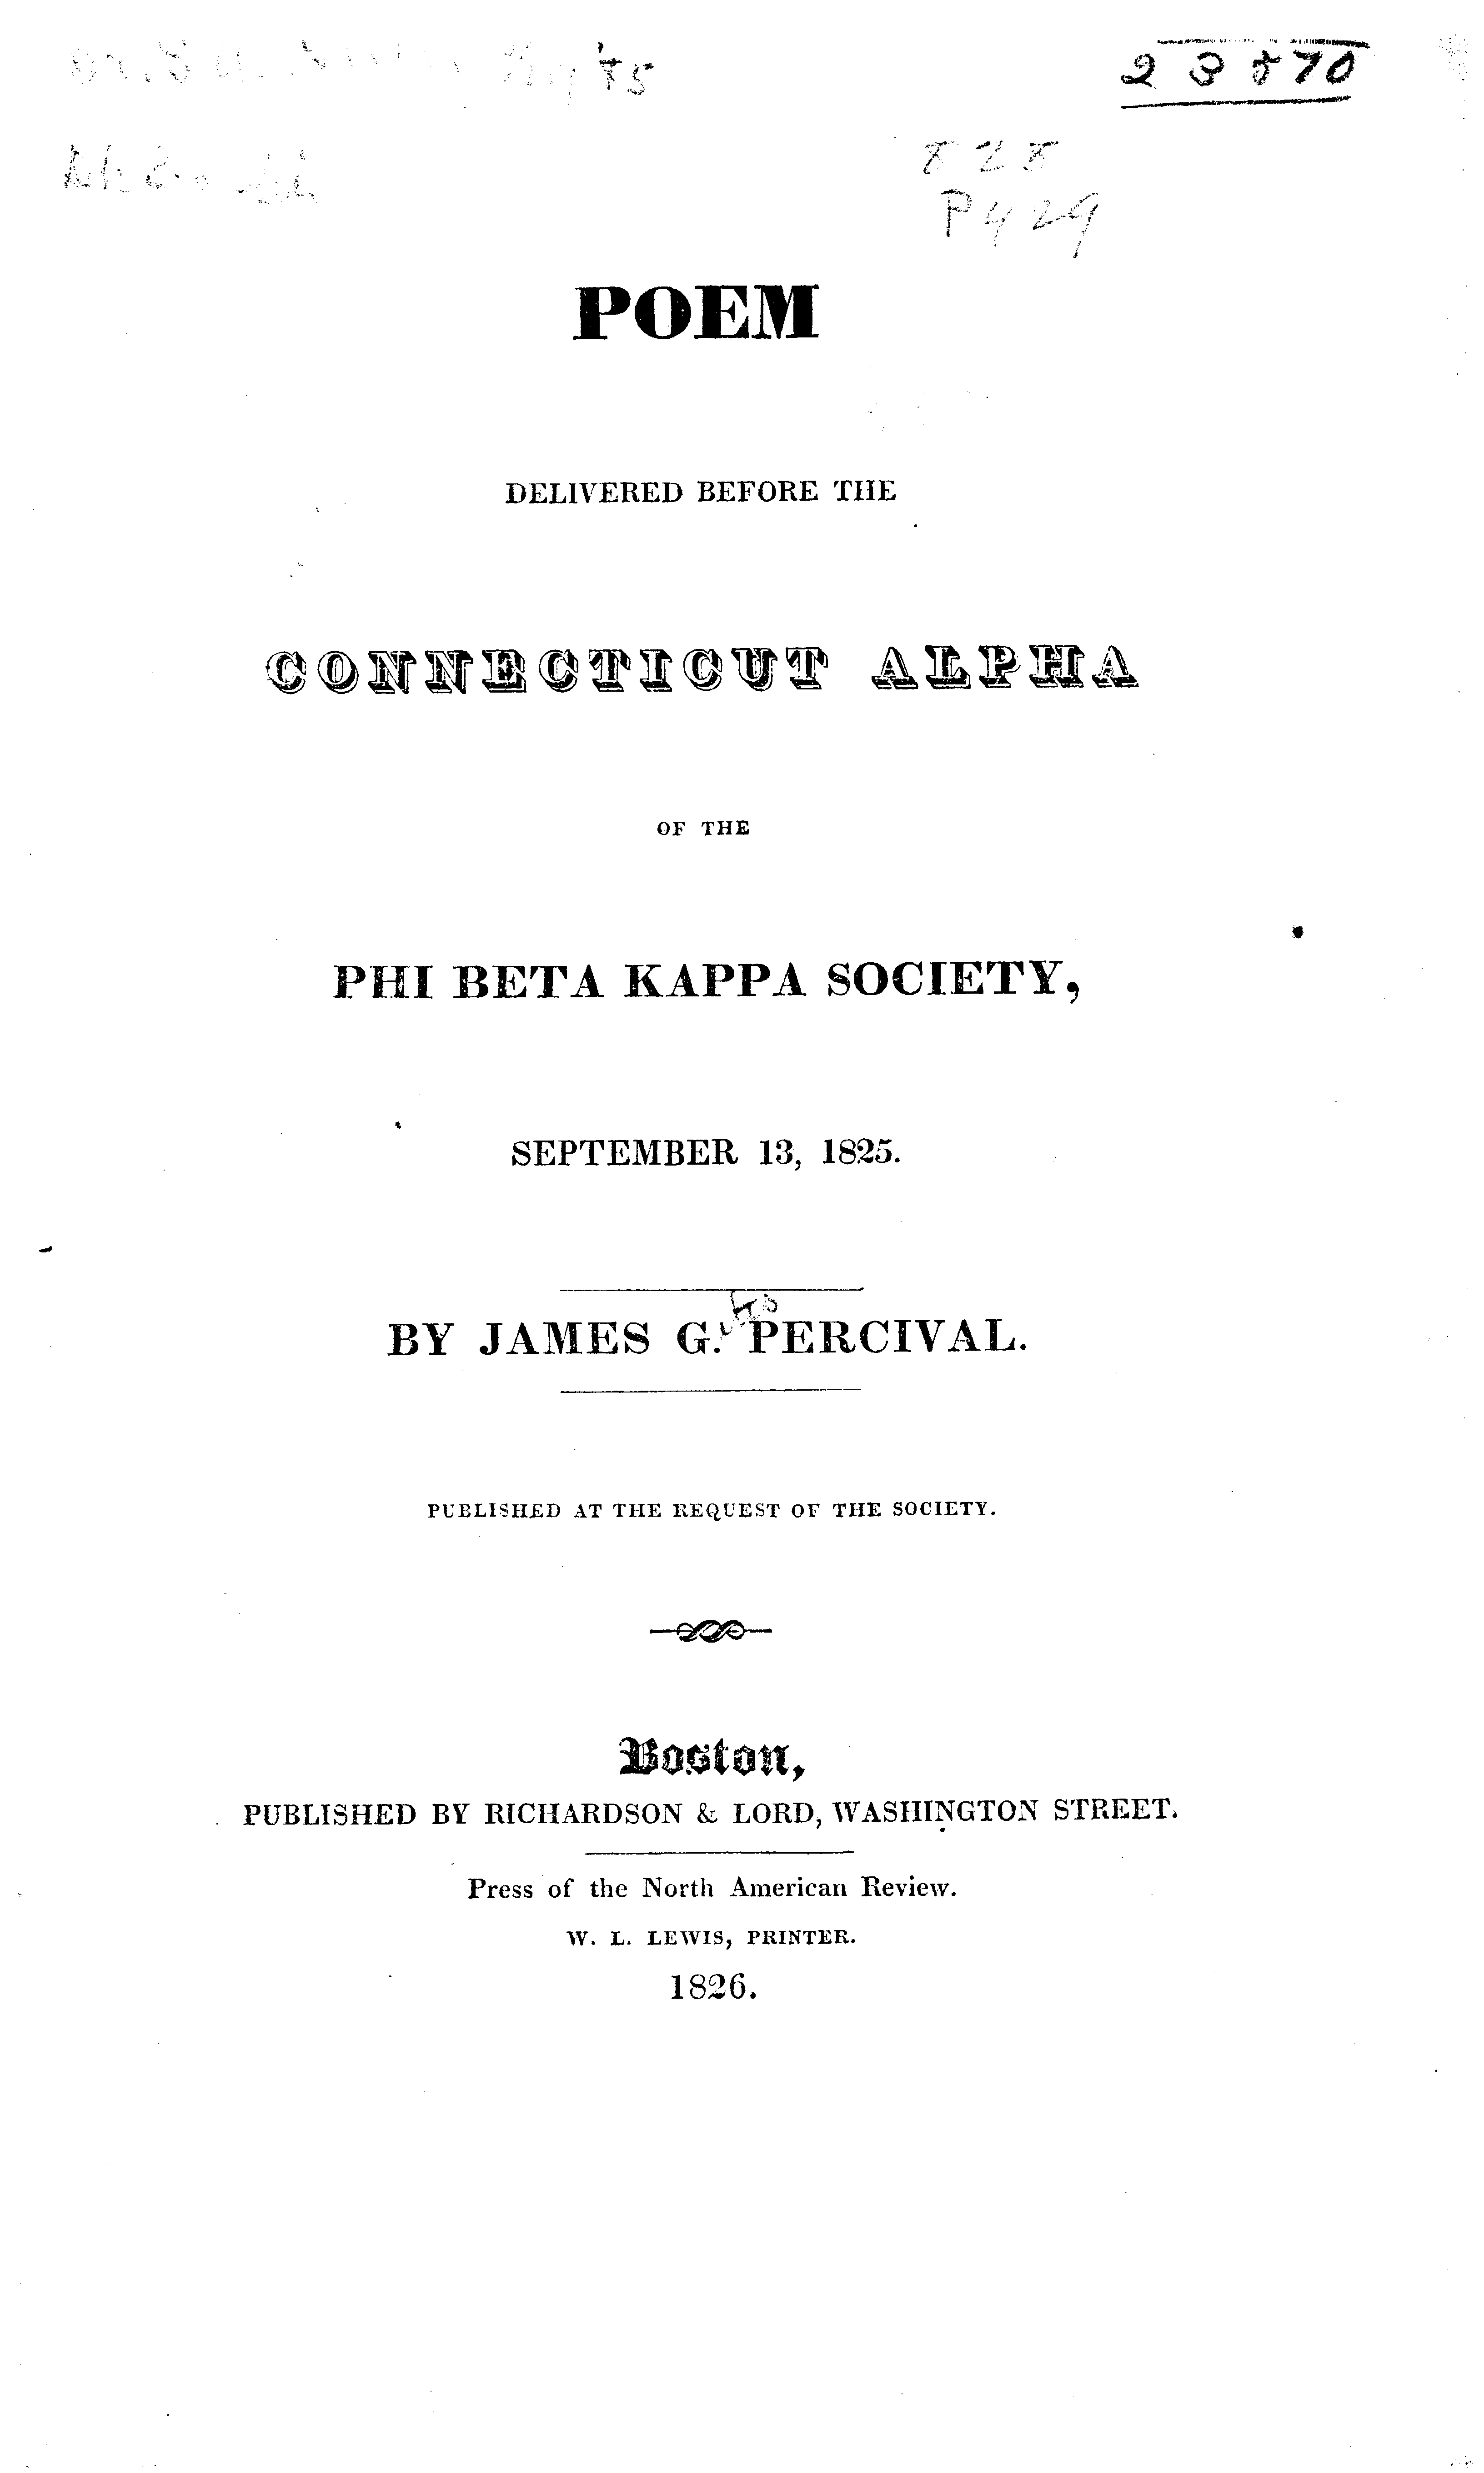 23870
828
P429
POEM
DELIVERED BEFORE THE
CONNECTICUT ALPHA
OF THE
PHI BETA KAPPA SOCIETY,
SEPTEMBER 13, 1825.
BY JAMES G. PERCIVAL.
PUBLISHED AT THE REQUEST OF THE SOCIETY.
Boston,
PUBLISHED BY RICHARDSON & LORD, WASHINGTON STREET.
Press of the North American Review.
W. L. LEWIS, PRINTER.
1826.